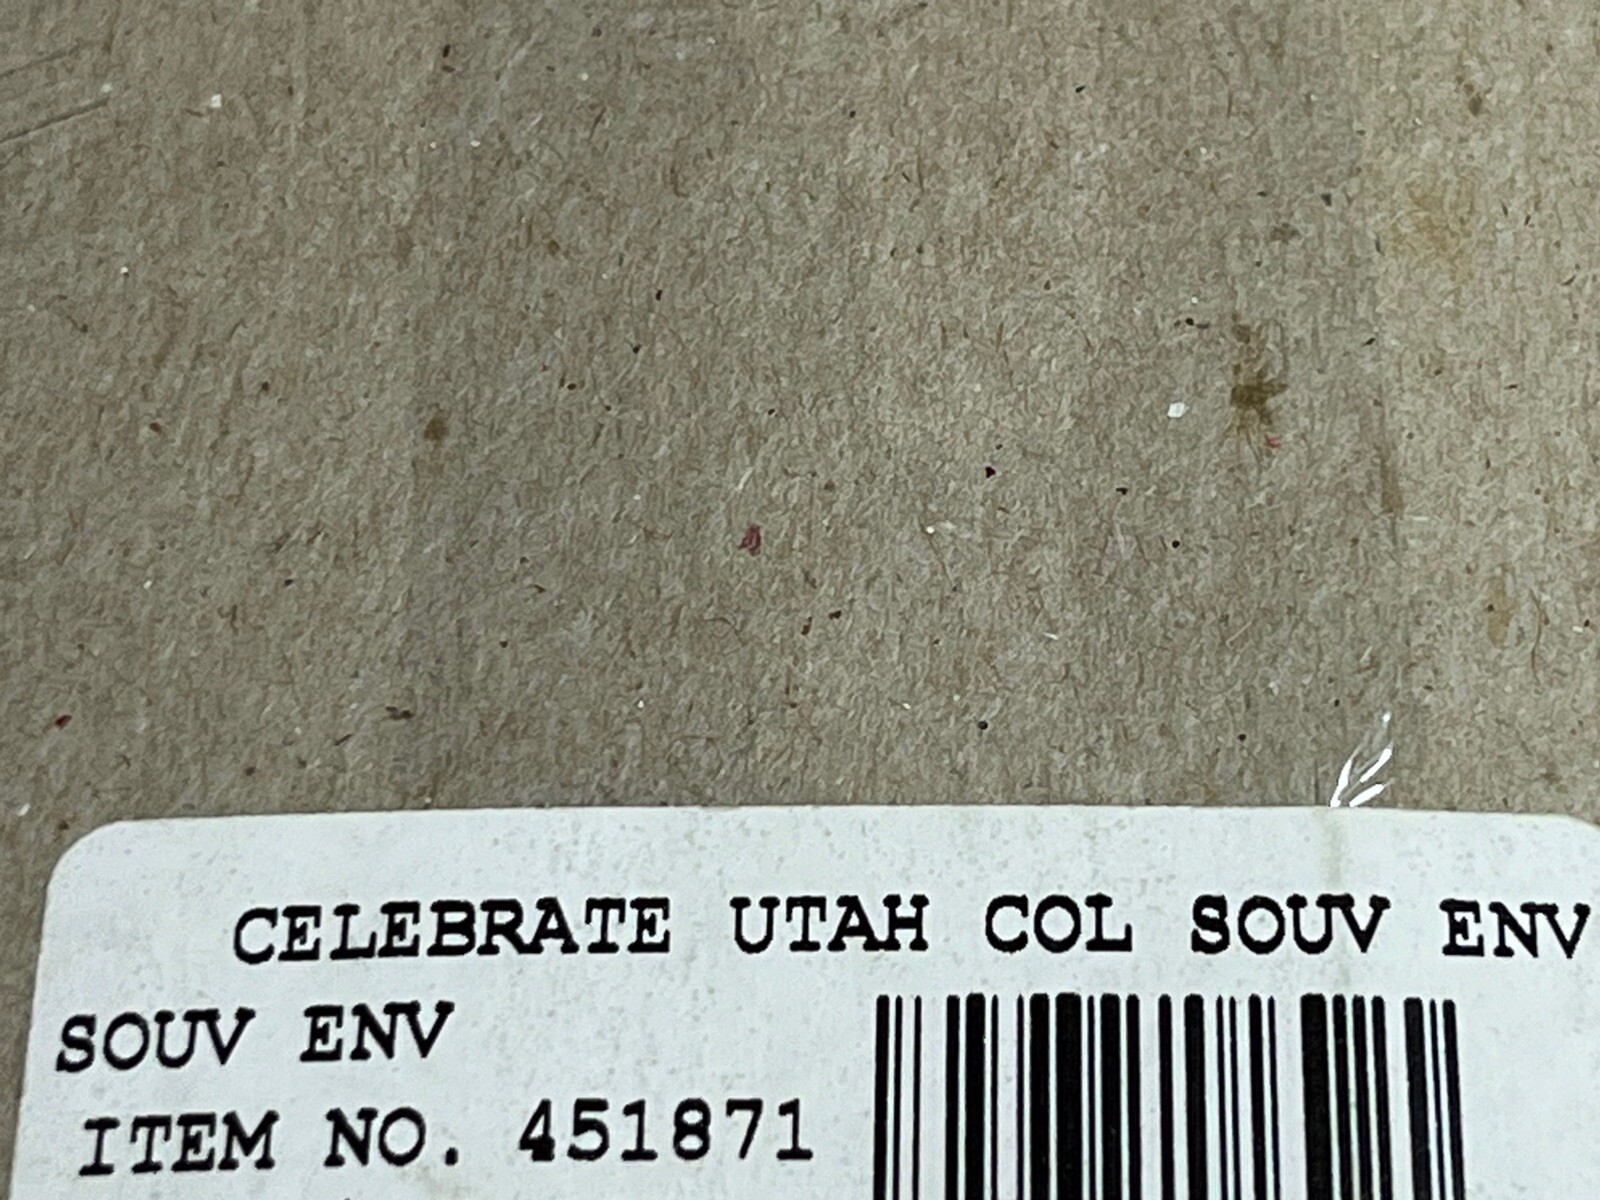 CELEBRATE UTAH COL SOUV ENV
SOUV ENV
ITEM NO. 451871